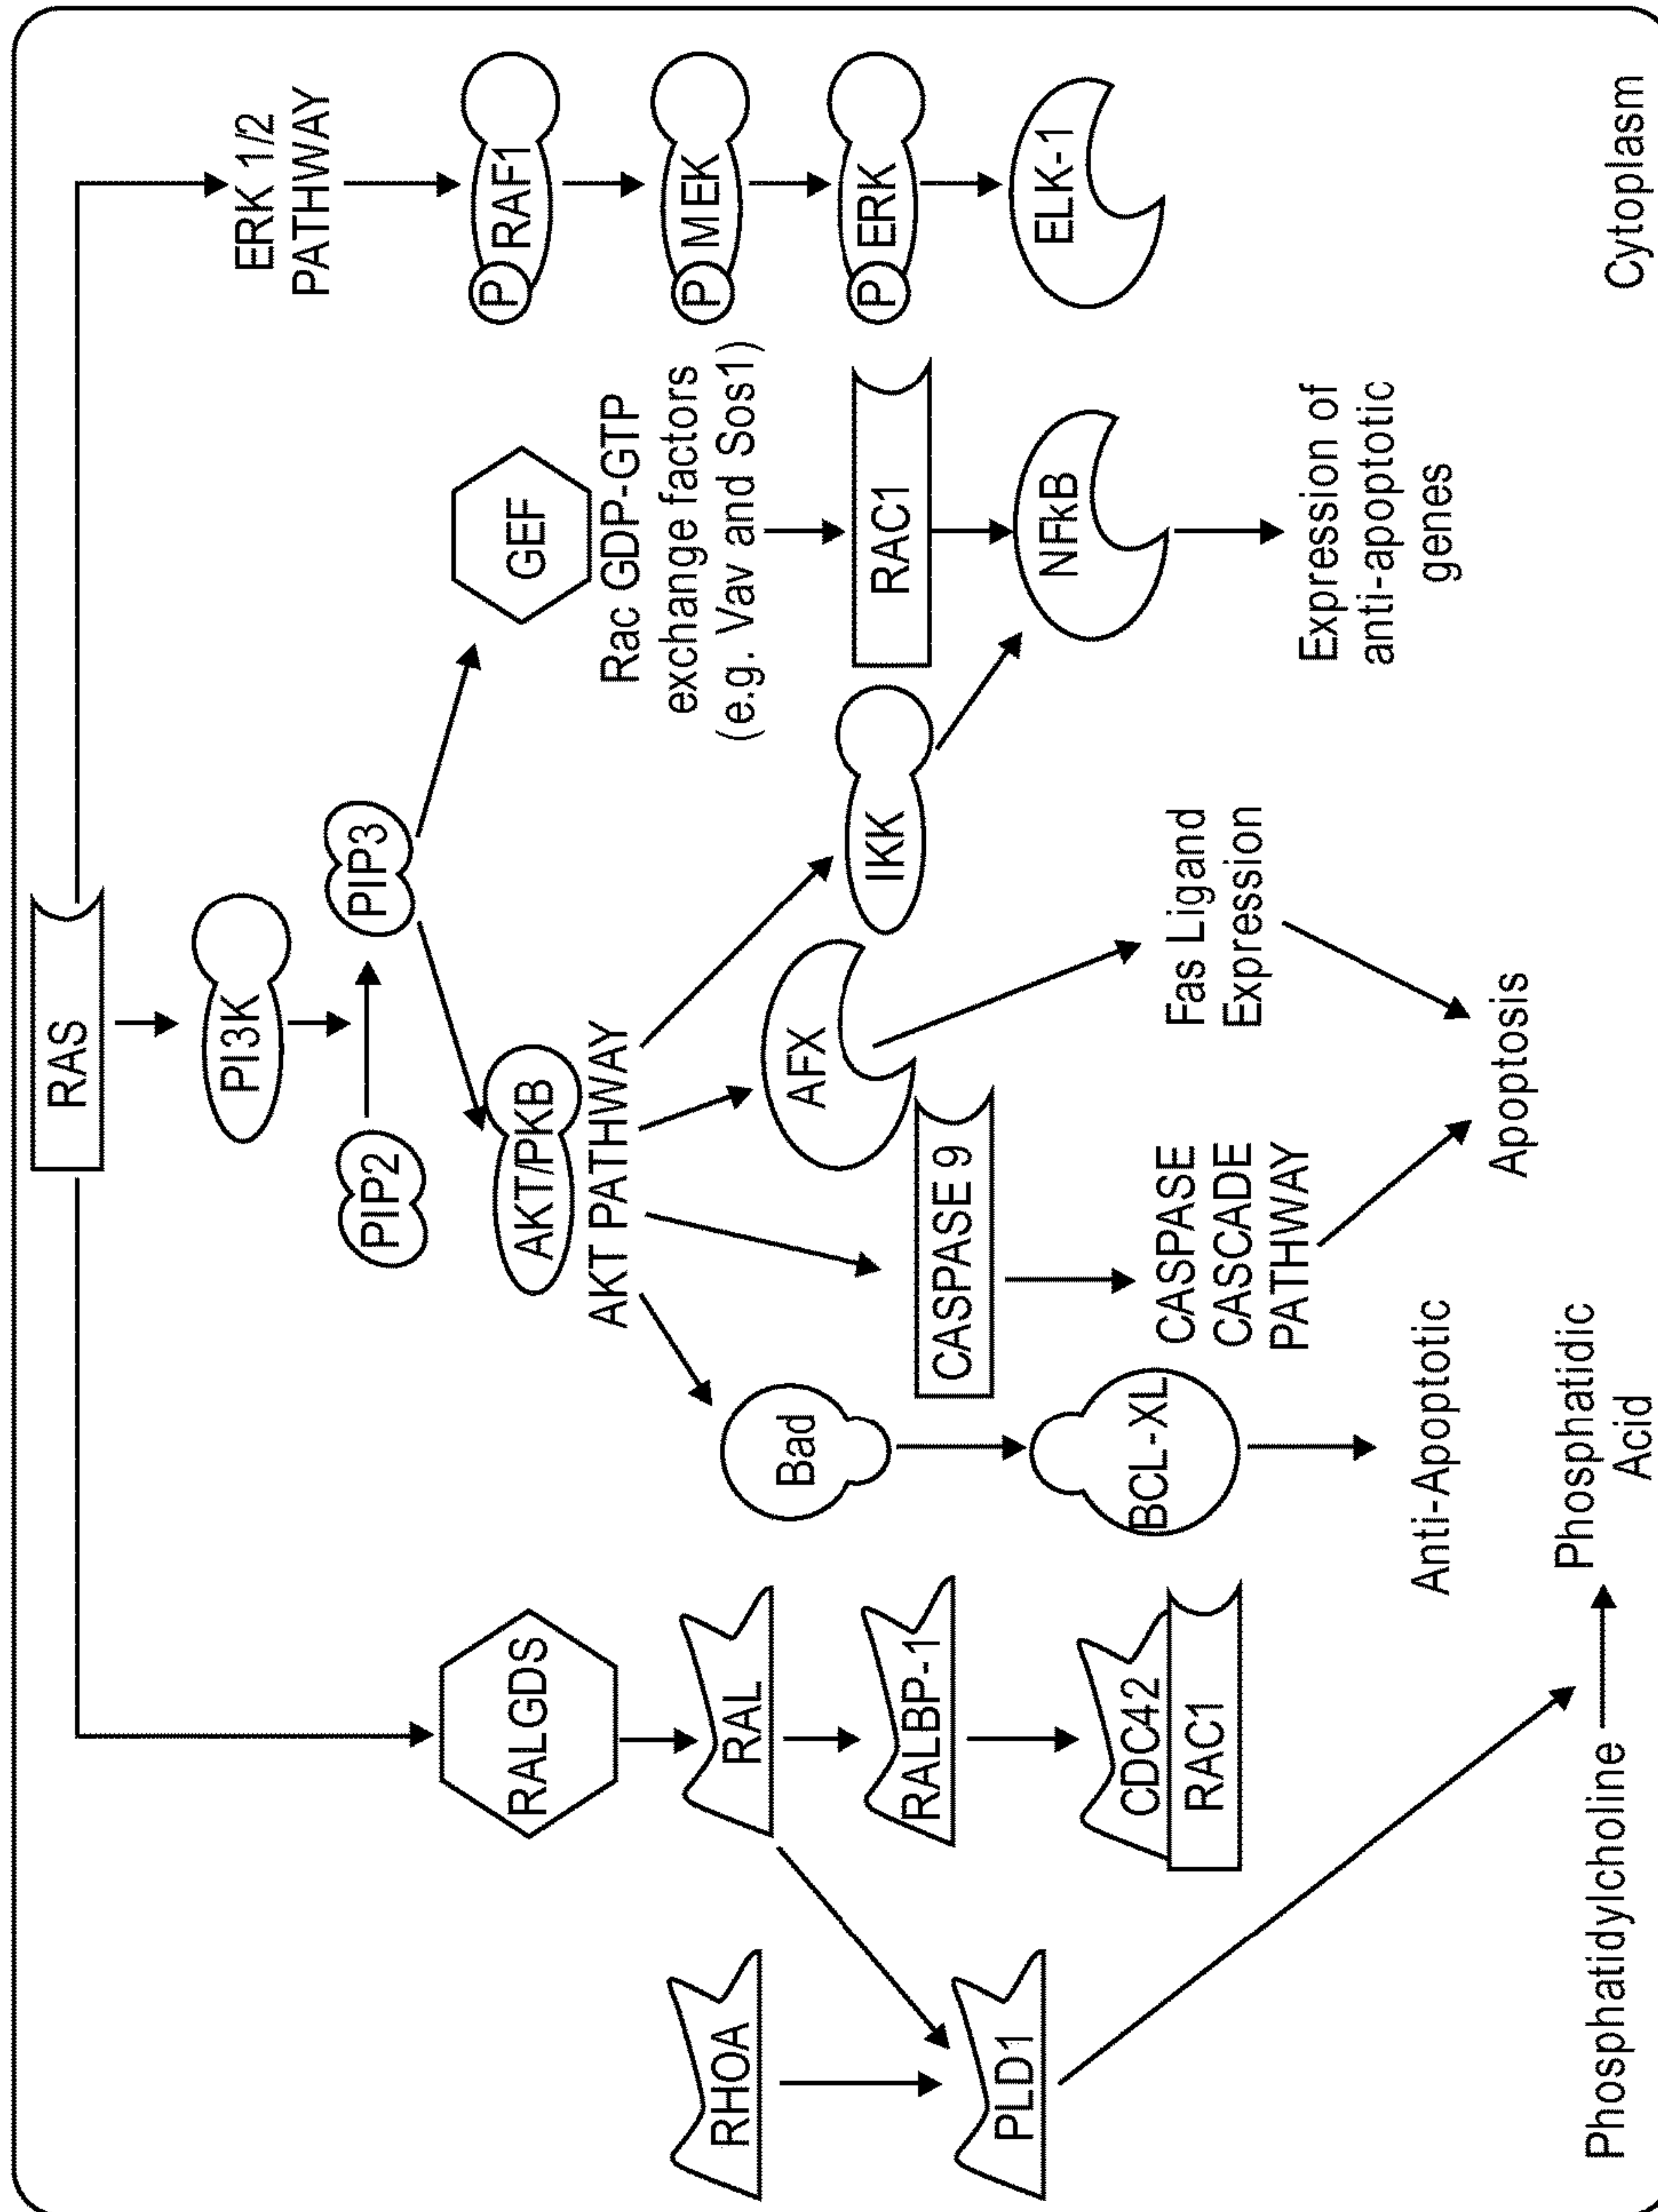 RAS
ERK 1/2
PATHWAY
PI3K
PIP2
PIP3
RALGDS
AKT/PKB
AKT PATHWAY
GEF
Rac GDP-GTP
exchange factors
(e.g. Vav and Sos1)
P
RAF1
RHOA
RAL
Bad
AFX
P
MEK
RALBP-1
CASPASE 9
IKK
RAC1
P
ERK
PLD1
CDC42
RAC1
BCL-XL
CASPASE
CASCADE
PATHWAY
Fas Ligand
Expression
NFκB
ELK-1
Anti-Apoptotic
Apoptosis
Expression of
anti-apoptotic
genes
Phosphatidylcholine
Phosphatidic
Acid
Cytoplasm